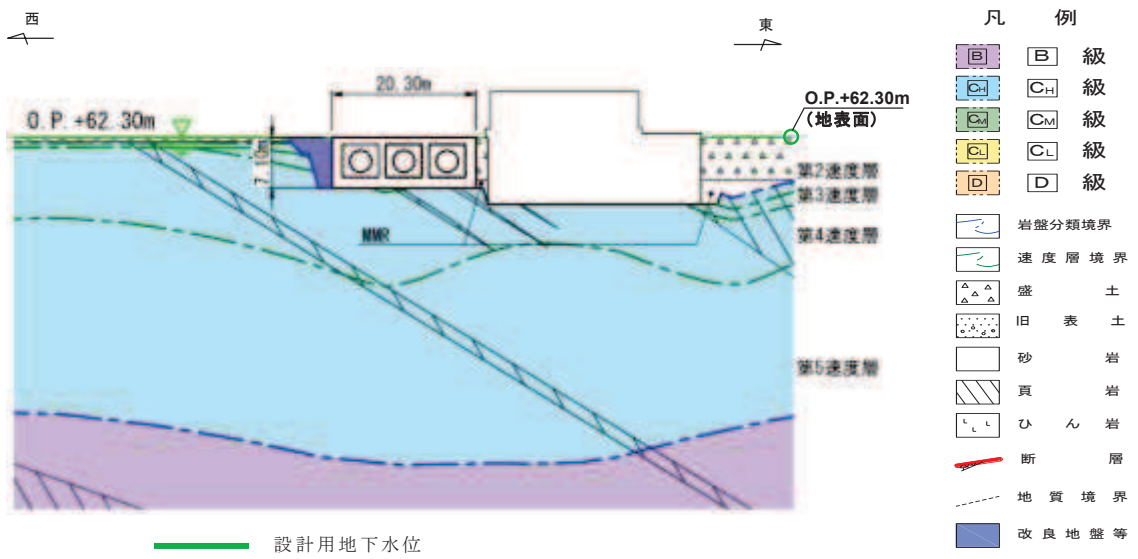 西
東
20.30m
O.P.+62.30m
O.P.+62.30m
(地表面)
7.10m
第2速度層
第3速度層
MMR
第4速度層
第5速度層
設計用地下水位
凡 例
B B 級
CH CH 級
CM CM 級
CL CL 級
D D 級
岩盤分類境界
速度層境界
盛 土
旧 表 土
砂 岩
頁 岩
ひ ん 岩
断 層
地 質 境 界
改 良 地 盤 等